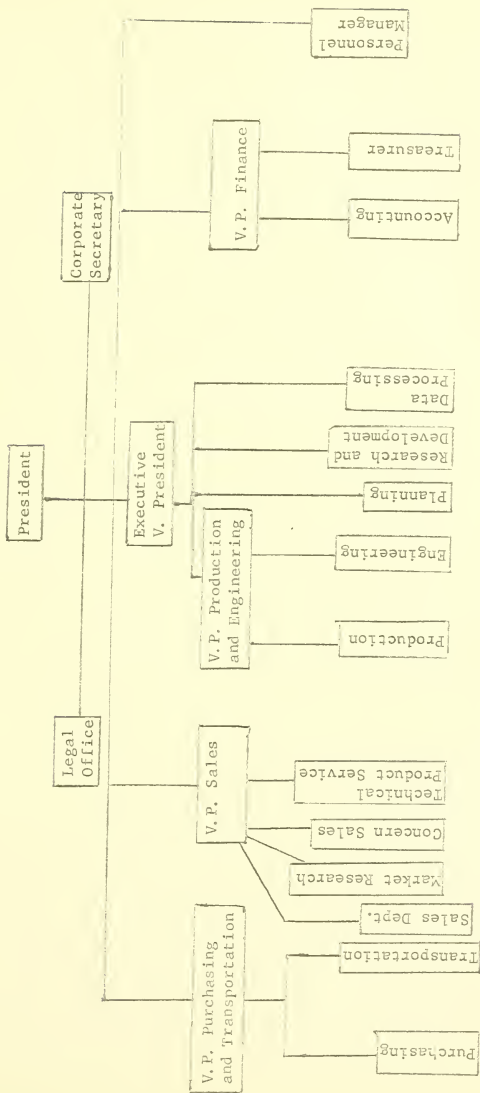 President
Legal
Office
Corporate
Secretary
V.P. Purchasing
and Transportation
V.P. Sales
Executive
V. President
V.P. Finance
Personnel
Manager
V.P. Production
and Engineering
Purchasing
Transportation
Sales Dept.
Market Research
Concern Sales
Technical
Product Service
Production
Engineering
Planning
Research and
Development
Data
Processing
Accounting
Treasurer